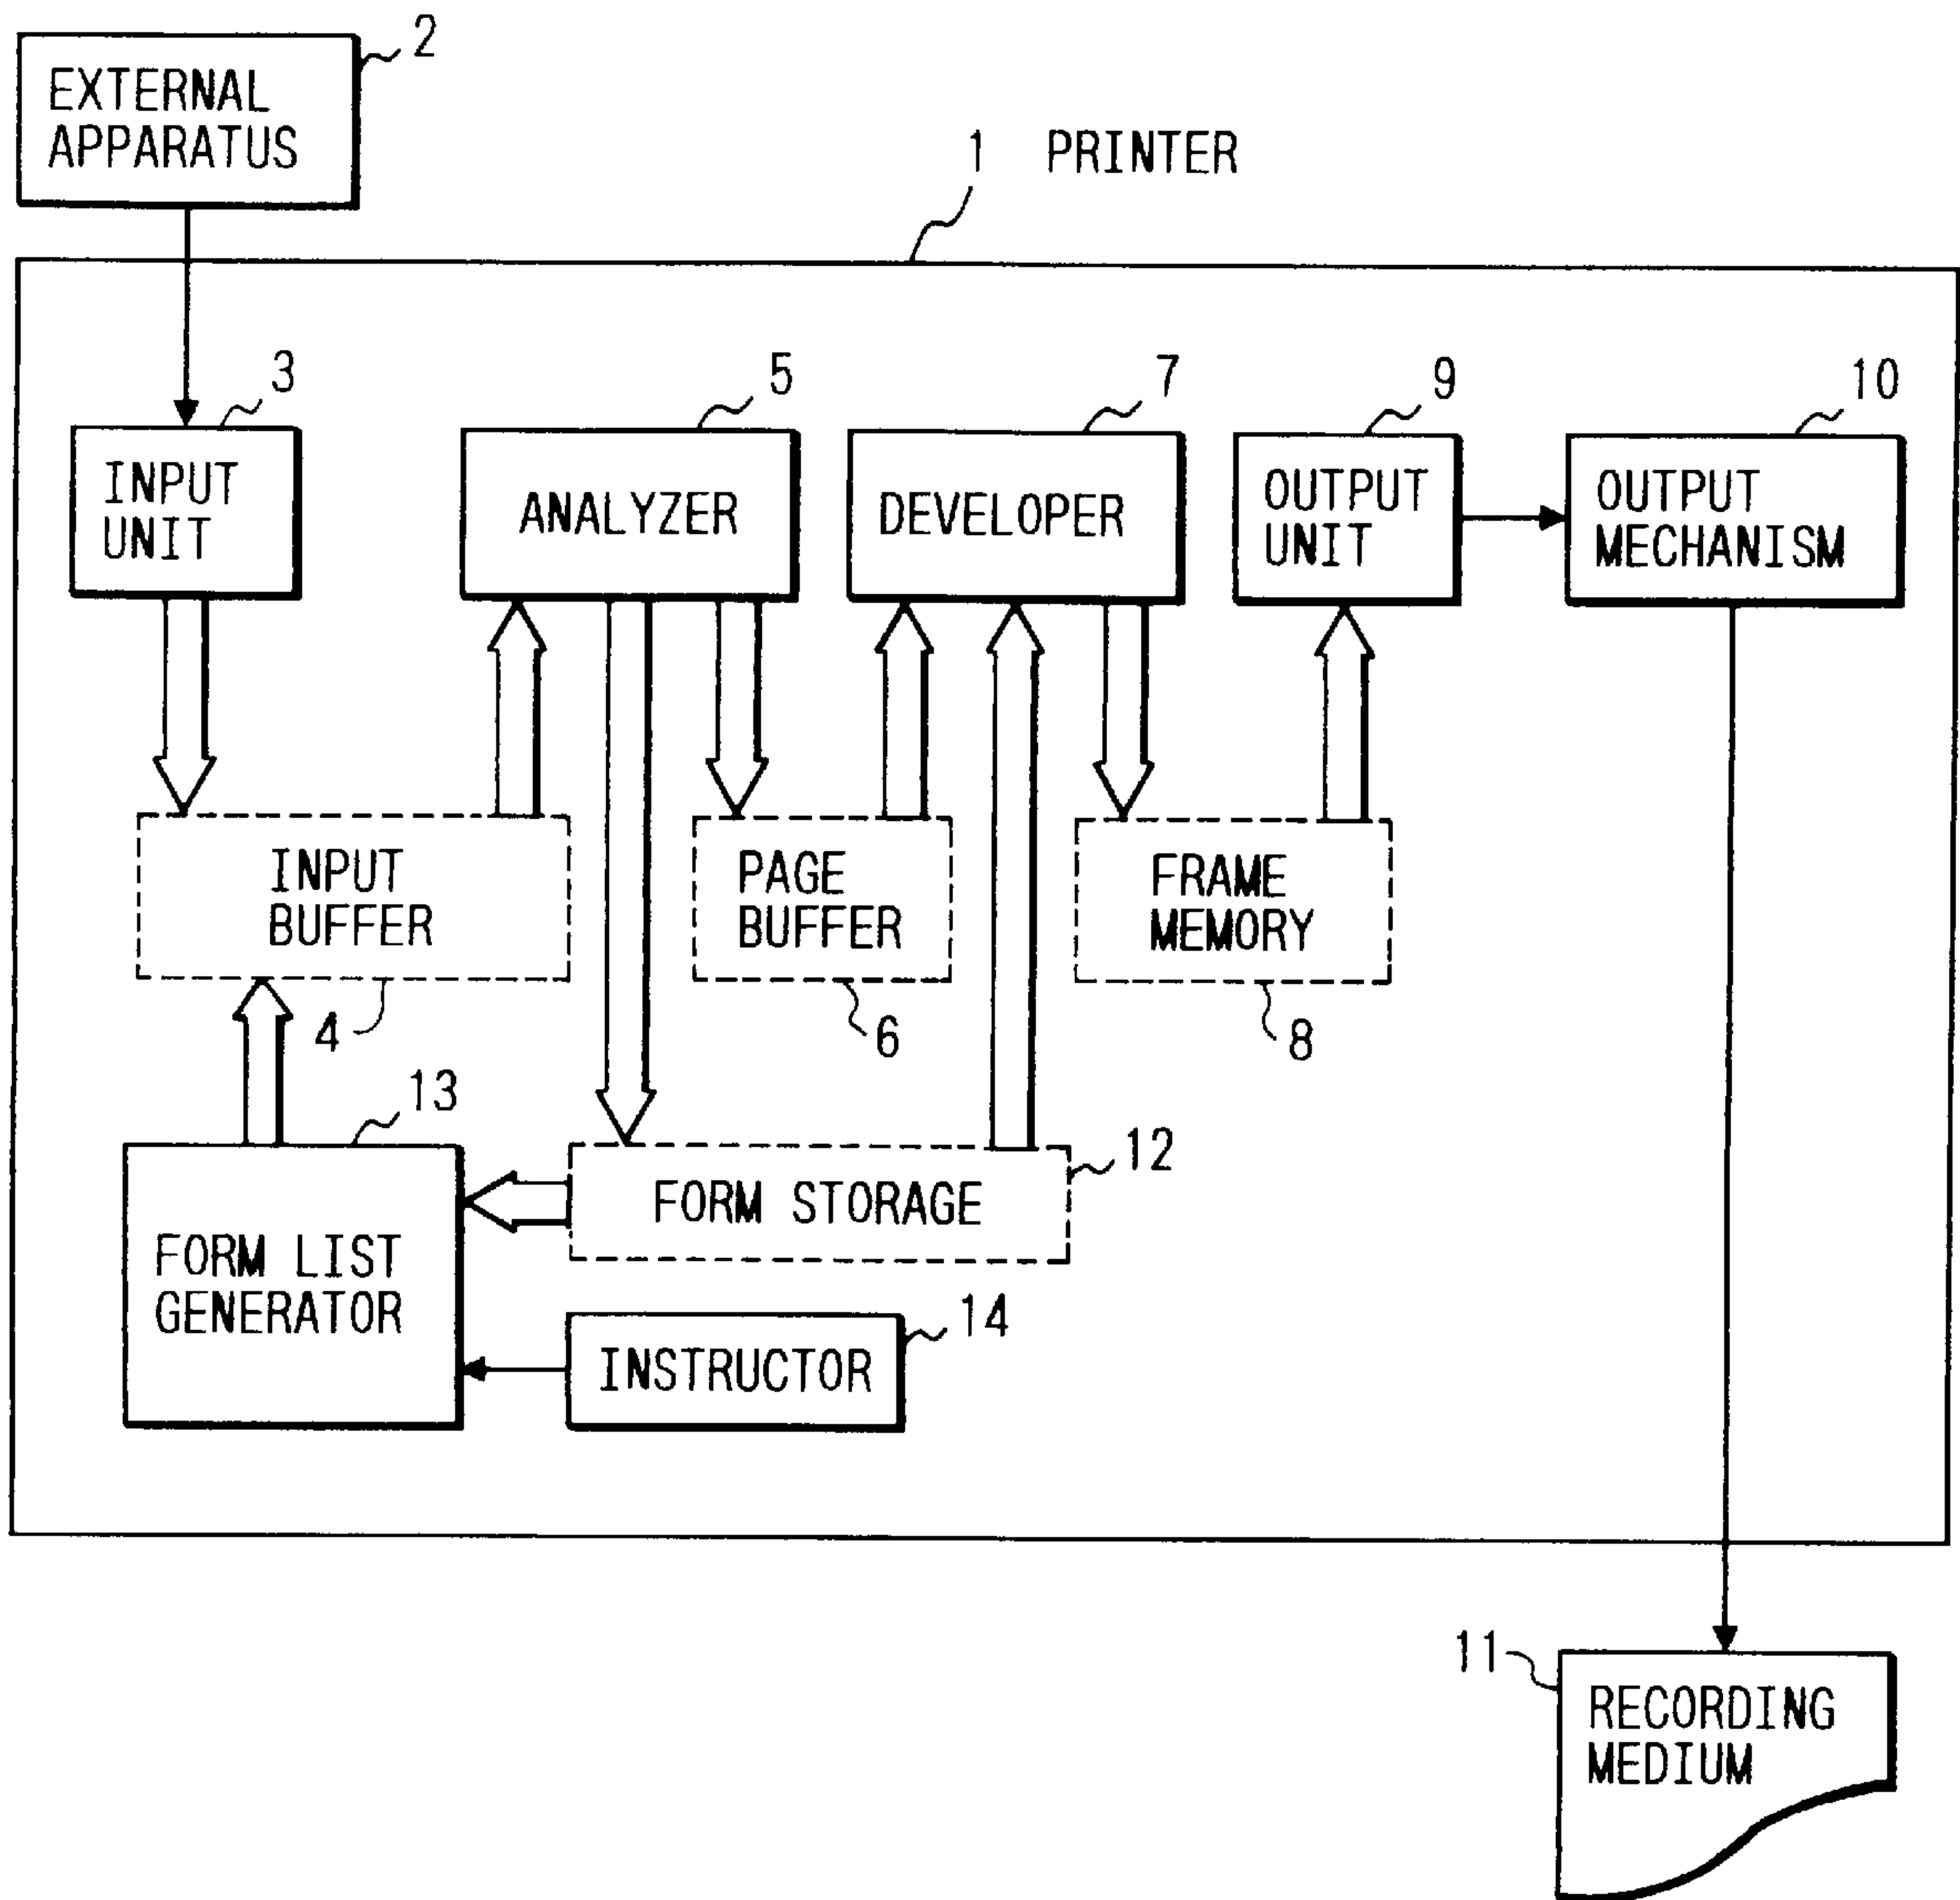 2
EXTERNAL
APPARATUS
1 PRINTER
3
5
7
9
10
INPUT
UNIT
ANALYZER
DEVELOPER
OUTPUT
UNIT
OUTPUT
MECHANISM
INPUT
BUFFER
PAGE
BUFFER
FRAME
MEMORY
4
6
8
13
12
FORM STORAGE
FORM LIST
GENERATOR
14
INSTRUCTOR
11
RECORDING
MEDIUM